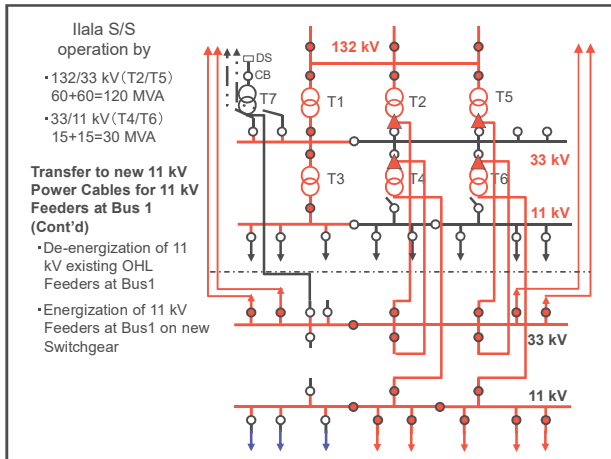 Ilala S/S
operation by
・132/33 kV（T2/T5）
60+60=120 MVA
・33/11 kV（T4/T6）
15+15=30 MVA
Transfer to new 11 kV
Power Cables for 11 kV
Feeders at Bus 1
(Cont’d)
・De-energization of 11
kV existing OHL
Feeders at Bus1
・Energization of 11 kV
Feeders at Bus1 on new
Switchgear
132 kV
DS
CB
T7
T1
T2
T5
33 kV
T3
T4
T6
11 kV
33 kV
11 kV